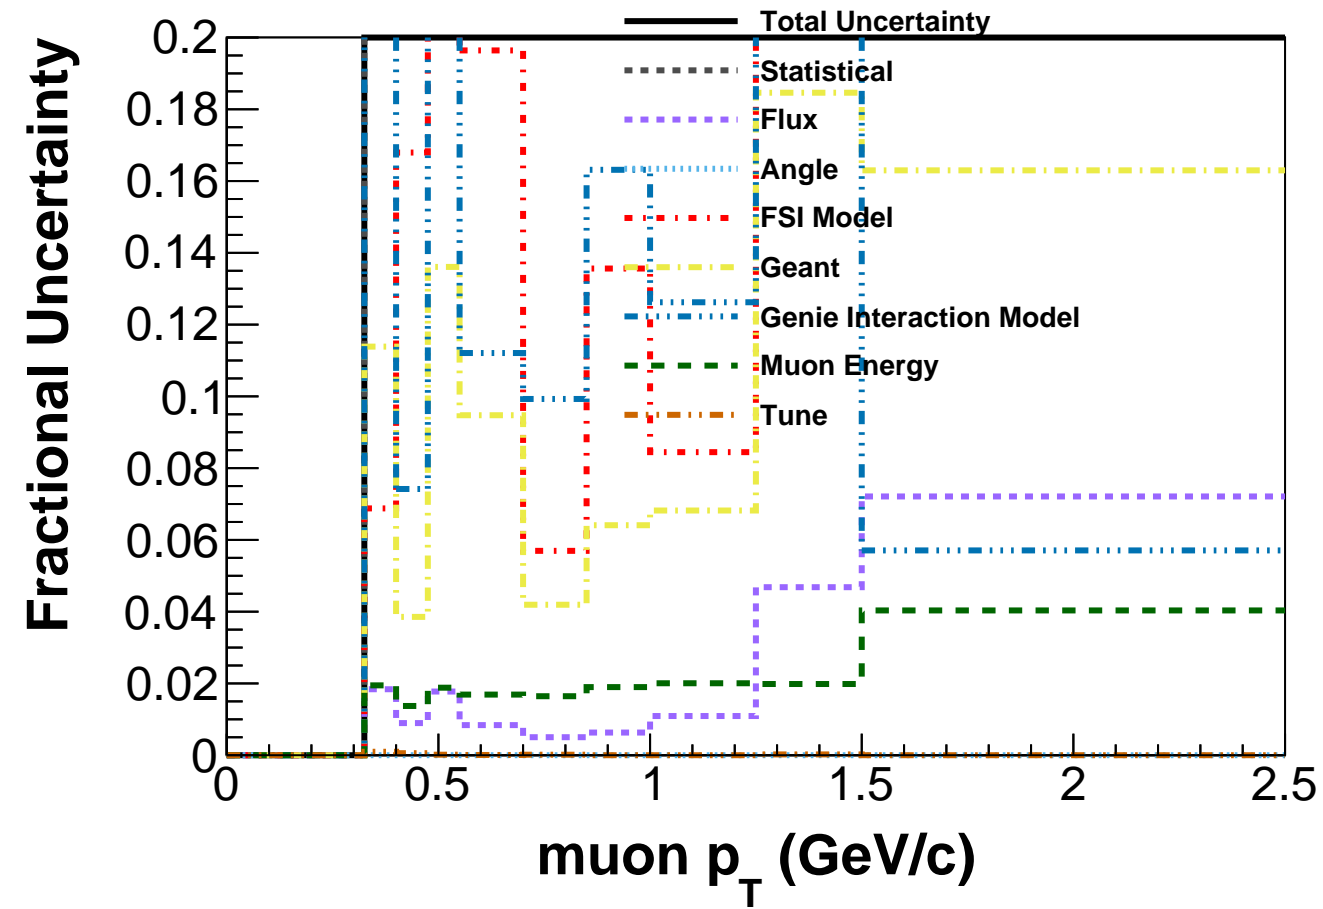 Total Uncertainty
Statistical
Flux
Angle
FSI Model
Geant
Genie Interaction Model
Muon Energy
Tune
Fractional Uncertainty
0.2
0.18
0.16
0.14
0.12
0.1
0.08
0.06
0.04
0.02
0
0 0.5 1 1.5 2 2.5
muon p_T (GeV/c)